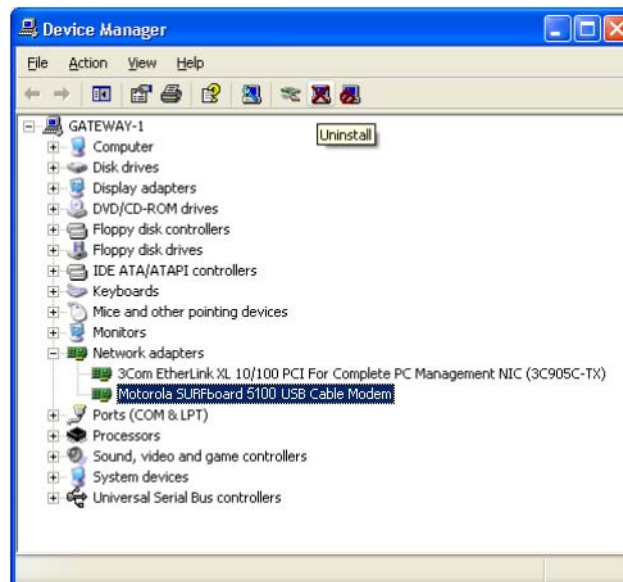 Device Manager
File Action View Help
Uninstall
GATEWAY-1
Computer
Disk drives
Display adapters
DVD/CD-ROM drives
Floppy disk controllers
Floppy disk drives
IDE ATA/ATAPI controllers
Keyboards
Mice and other pointing devices
Monitors
Network adapters
3Com EtherLink XL 10/100 PCI For Complete PC Management NIC (3C905C-TX)
Motorola SURFboard 5100 USB Cable Modem
Ports (COM & LPT)
Processors
Sound, video and game controllers
System devices
Universal Serial Bus controllers